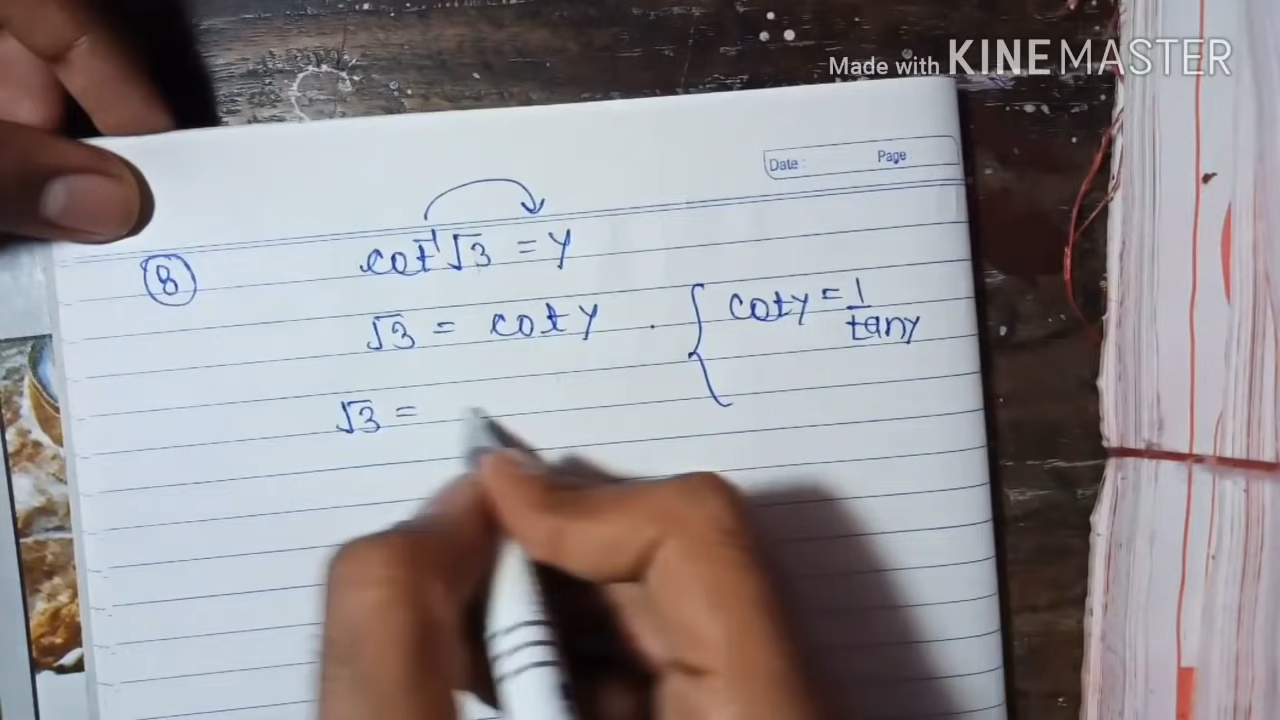 Made with KINEMASTER
Date : Page
8 cot⁻¹√3 = y
√3 = cot y . { cot y = 1/tan y
√3 =